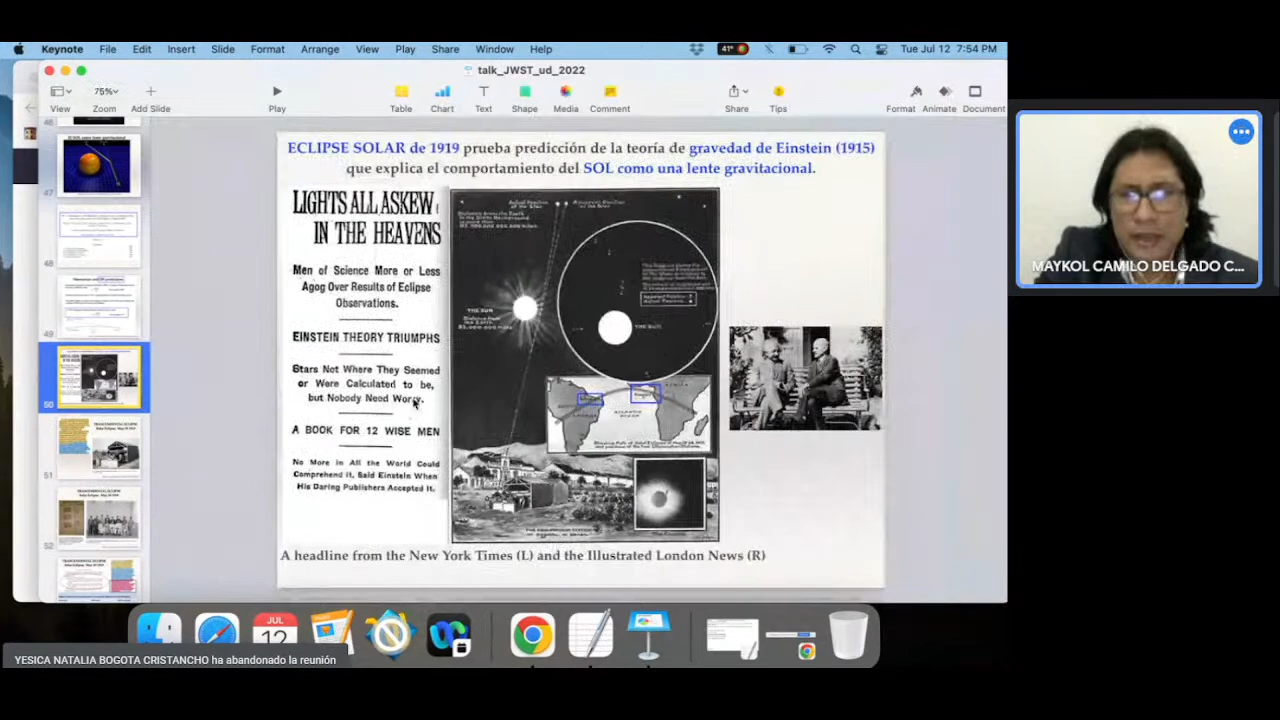 Keynote File Edit Insert Slide Format Arrange View Play Share Window Help
41° Tue Jul 12 7:54 PM
talk_JWST_ud_2022
75%
View Zoom Add Slide Play Table Chart Text Shape Media Comment Share Tips Format Animate Document
46
47
48
49
50
51
52
ECLIPSE SOLAR de 1919 prueba predicción de la teoría de gravedad de Einstein (1915)
que explica el comportamiento del SOL como una lente gravitacional.
LIGHTS ALL ASKEW
IN THE HEAVENS
Men of Science More or Less
Agog Over Results of Eclipse
Observations.
EINSTEIN THEORY TRIUMPHS
Stars Not Where They Seemed
or Were Calculated to be,
but Nobody Need Worry.
A BOOK FOR 12 WISE MEN
No More in All the World Could
Comprehend It, Said Einstein When
His Daring Publishers Accepted It.
THE SUN
THE SUN
A headline from the New York Times (L) and the Illustrated London News (R)
MAYKOL CAMILO DELGADO C...
JUL
12
YESICA NATALIA BOGOTA CRISTANCHO ha abandonado la reunión